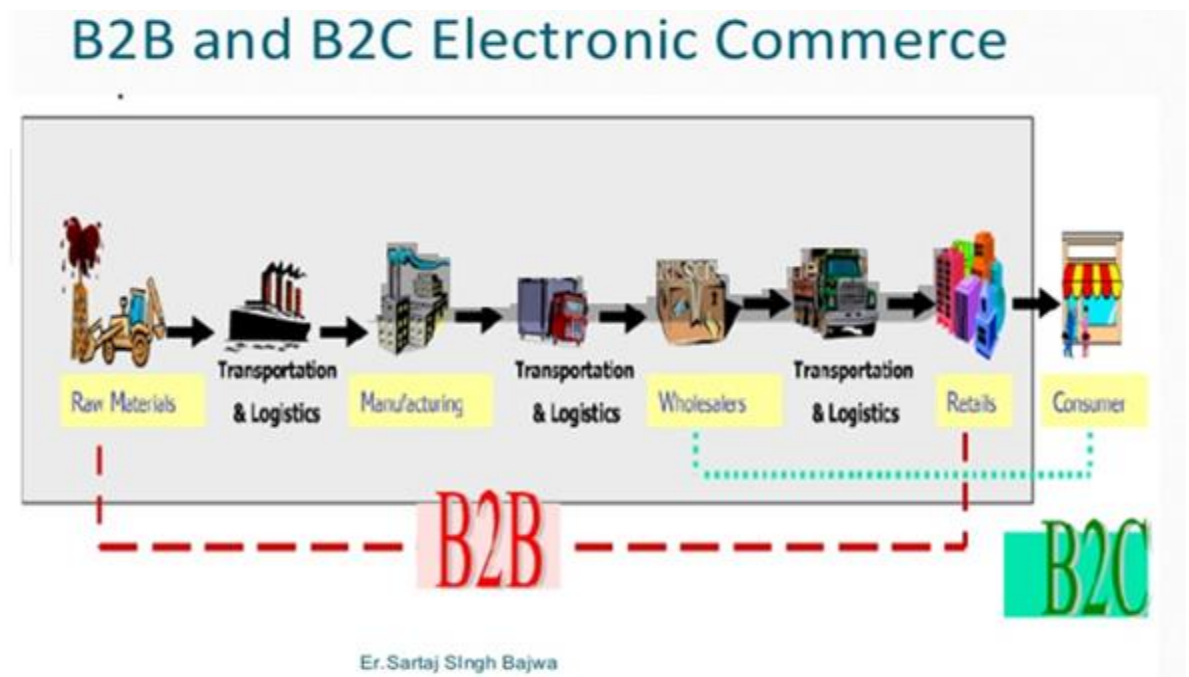 B2B and B2C Electronic Commerce
Raw Materials
Transportation
& Logistics
Manufacturing
Transportation
& Logistics
Wholesalers
Transportation
& Logistics
Retails
Consumer
B2B
B2C
Er.Sartaj SIngh Bajwa